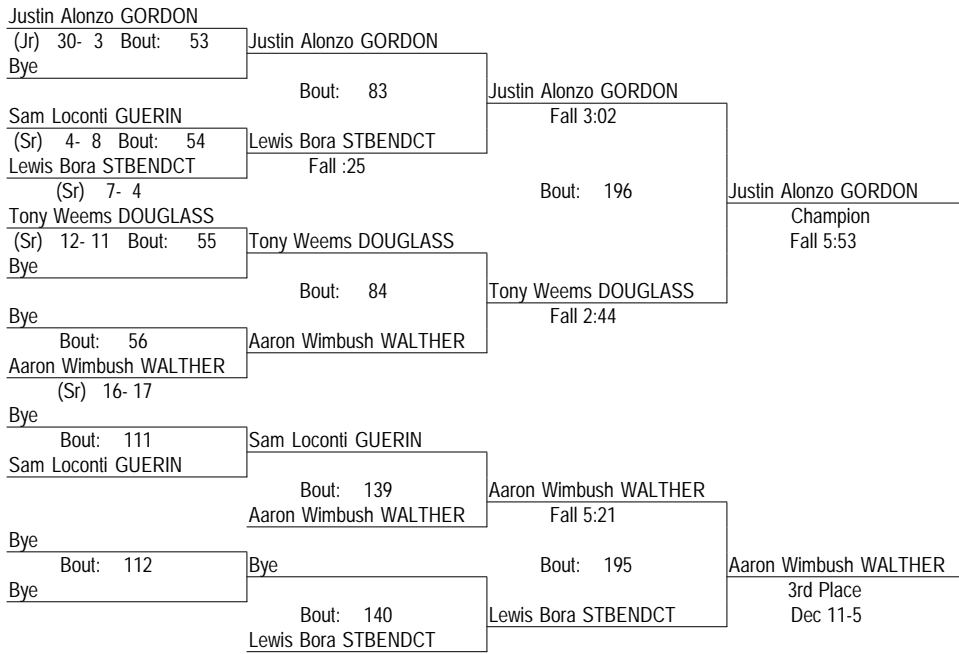 Justin Alonzo GORDON
(Jr) 30- 3 Bout: 53
Justin Alonzo GORDON
Bye
Bout: 83
Justin Alonzo GORDON
Sam Loconti GUERIN
Fall 3:02
(Sr) 4- 8 Bout: 54
Lewis Bora STBENDCT
Lewis Bora STBENDCT
Fall :25
(Sr) 7- 4
Bout: 196
Justin Alonzo GORDON
Tony Weems DOUGLASS
Champion
(Sr) 12- 11 Bout: 55
Tony Weems DOUGLASS
Fall 5:53
Bye
Bout: 84
Tony Weems DOUGLASS
Bye
Fall 2:44
Bout: 56
Aaron Wimbush WALTHER
Aaron Wimbush WALTHER
(Sr) 16- 17
Bye
Bout: 111
Sam Loconti GUERIN
Sam Loconti GUERIN
Bout: 139
Aaron Wimbush WALTHER
Aaron Wimbush WALTHER
Fall 5:21
Bye
Bout: 112
Bye
Bout: 195
Aaron Wimbush WALTHER
Bye
3rd Place
Bout: 140
Lewis Bora STBENDCT
Dec 11-5
Lewis Bora STBENDCT